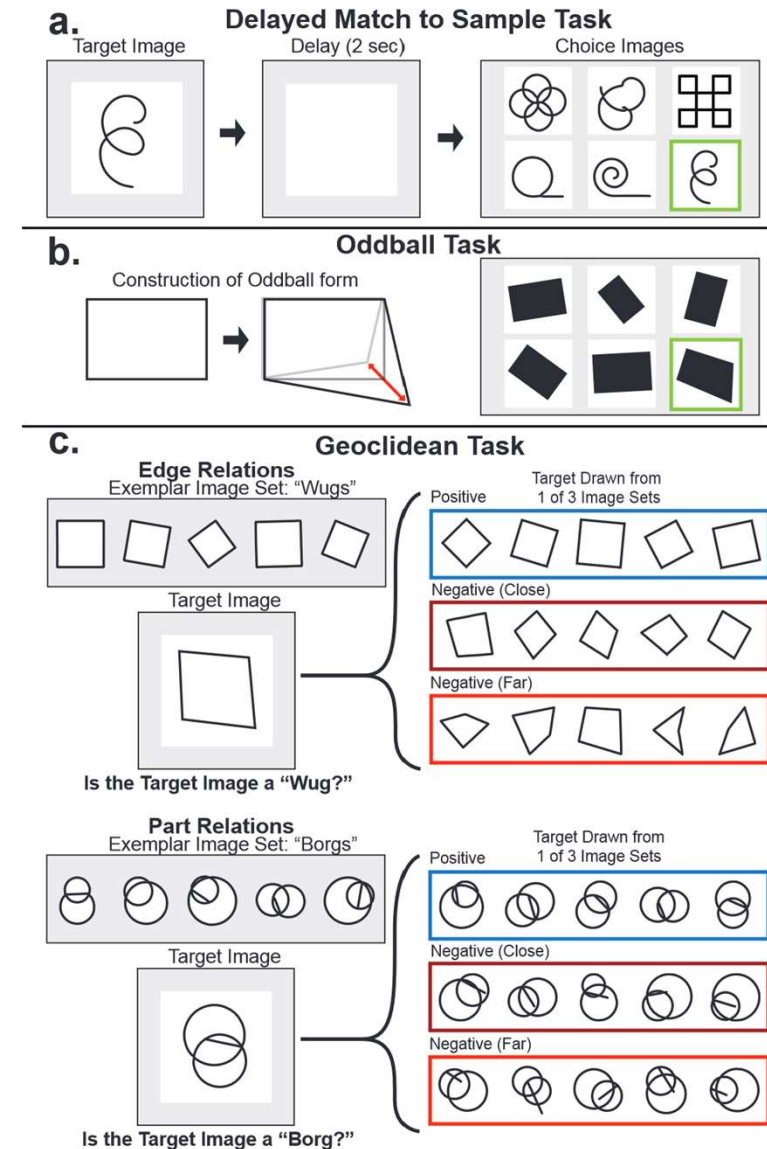 a. Delayed Match to Sample Task
Target Image
Delay (2 sec)
Choice Images
b. Oddball Task
Construction of Oddball form
c. Geoclidean Task
Edge Relations
Exemplar Image Set: “Wugs”
Target Image
Is the Target Image a “Wug?”
Target Drawn from
1 of 3 Image Sets
Positive
Negative (Close)
Negative (Far)
Part Relations
Exemplar Image Set: “Borgs”
Target Image
Is the Target Image a “Borg?”
Target Drawn from
1 of 3 Image Sets
Positive
Negative (Close)
Negative (Far)